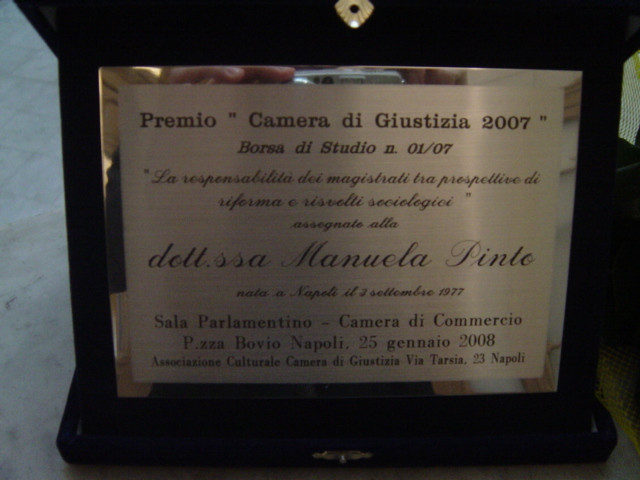 Premio " Camera di Giustizia 2007 "
Borsa di Studio n. 01/07
"La responsabilità dei magistrati tra prospettive di
riforma e risvolti sociologici "
assegnato alla
dott.ssa Manuela Pinto
nata a Napoli il 3 settembre 1977
Sala Parlamentino - Camera di Commercio
P.zza Bovio Napoli, 25 gennaio 2008
Associazione Culturale Camera di Giustizia Via Tarsia, 23 Napoli